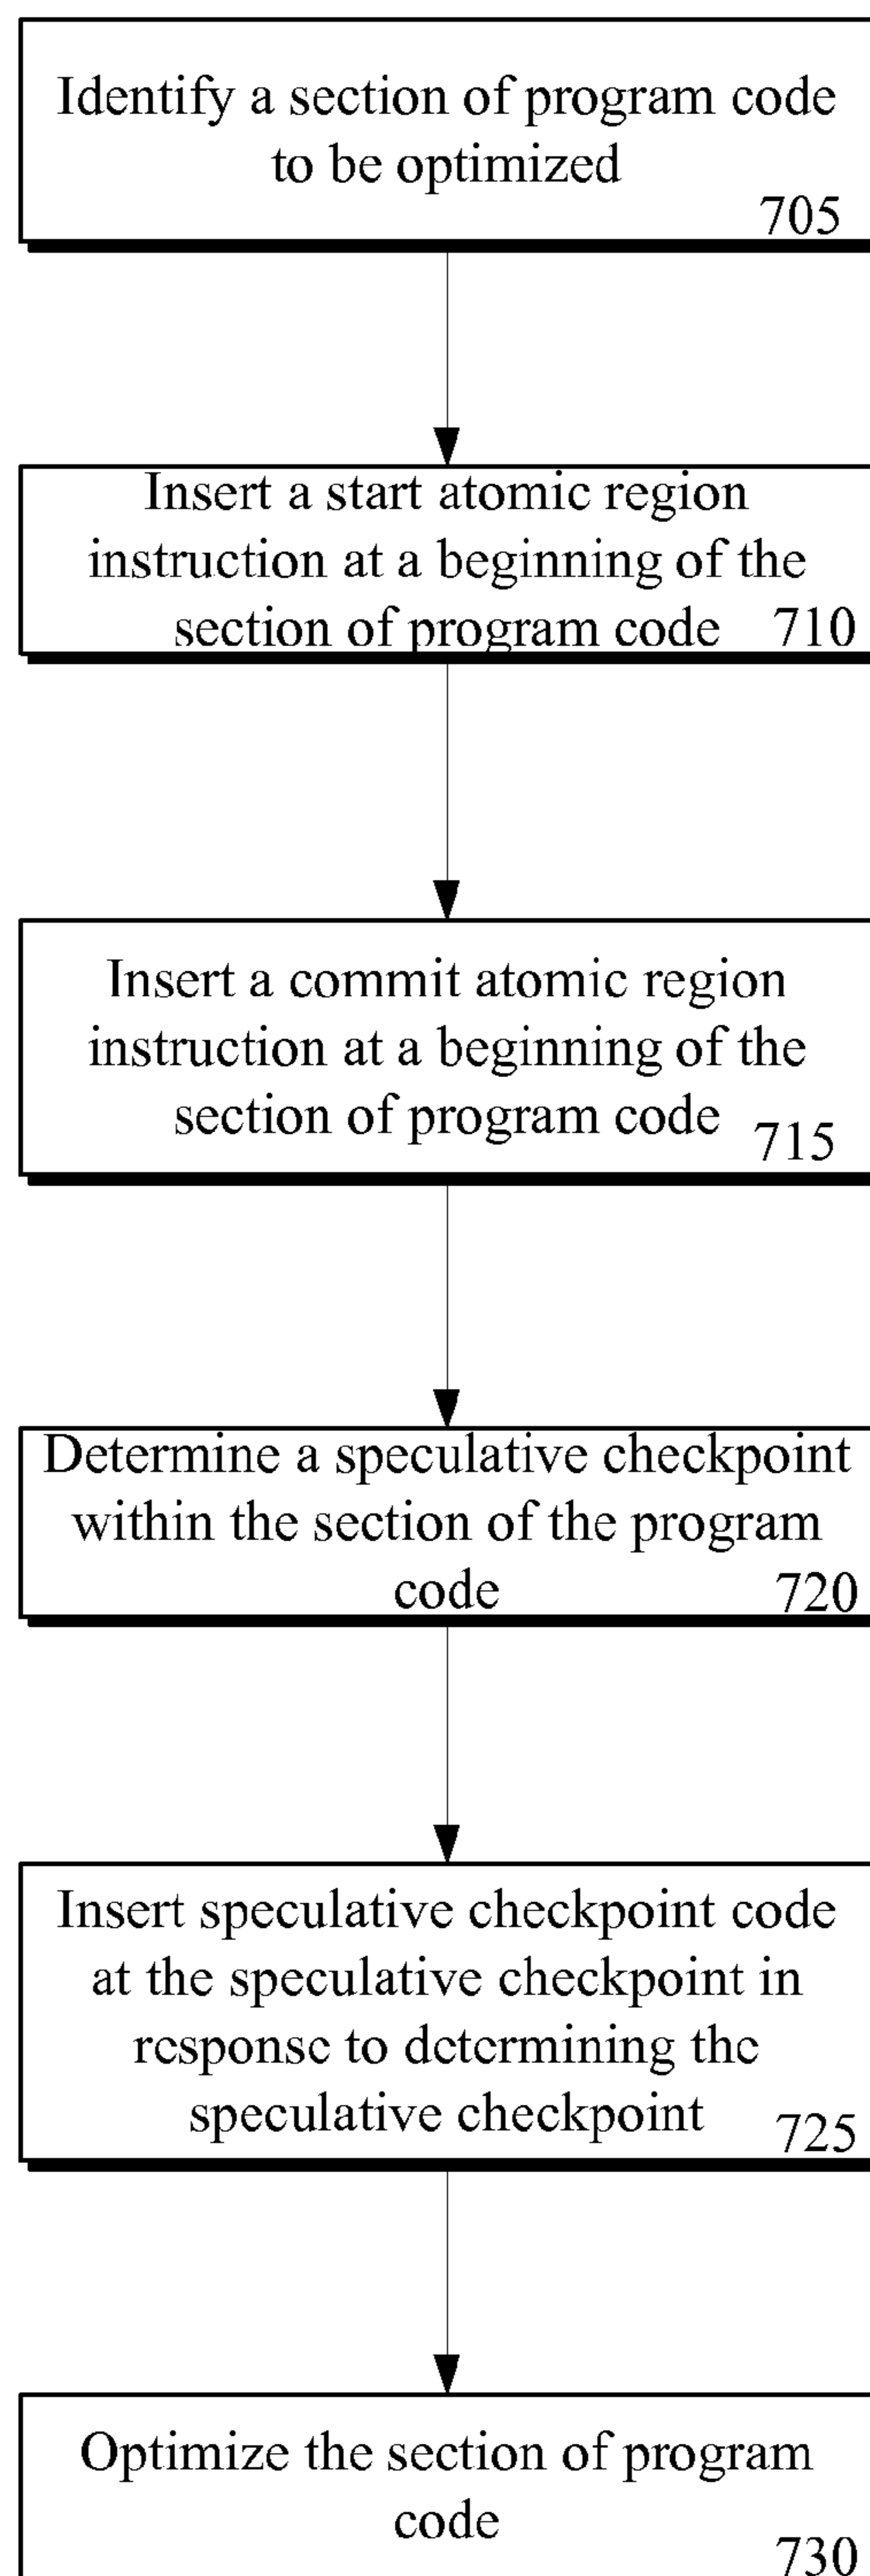 Identify a section of program code
to be optimized
705
Insert a start atomic region
instruction at a beginning of the
section of program code 710
Insert a commit atomic region
instruction at a beginning of the
section of program code 715
Determine a speculative checkpoint
within the section of the program
code 720
Insert speculative checkpoint code
at the speculative checkpoint in
response to determining the
speculative checkpoint 725
Optimize the section of program
code
730